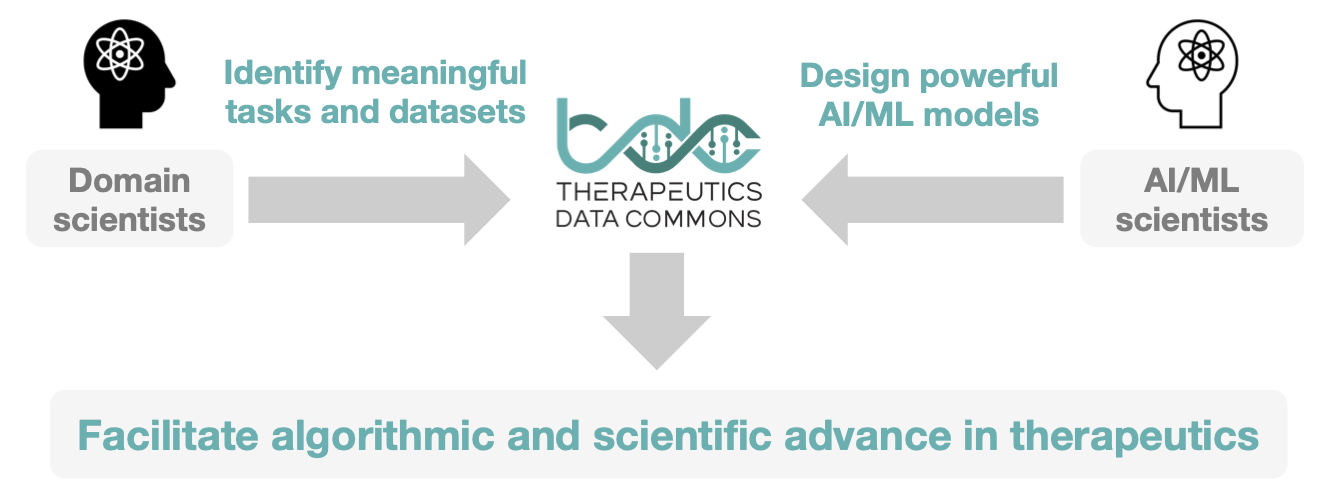 Identify meaningful
tasks and datasets
Domain
scientists
tdc
THERAPEUTICS
DATA COMMONS
Design powerful
AI/ML models
AI/ML
scientists
Facilitate algorithmic and scientific advance in therapeutics